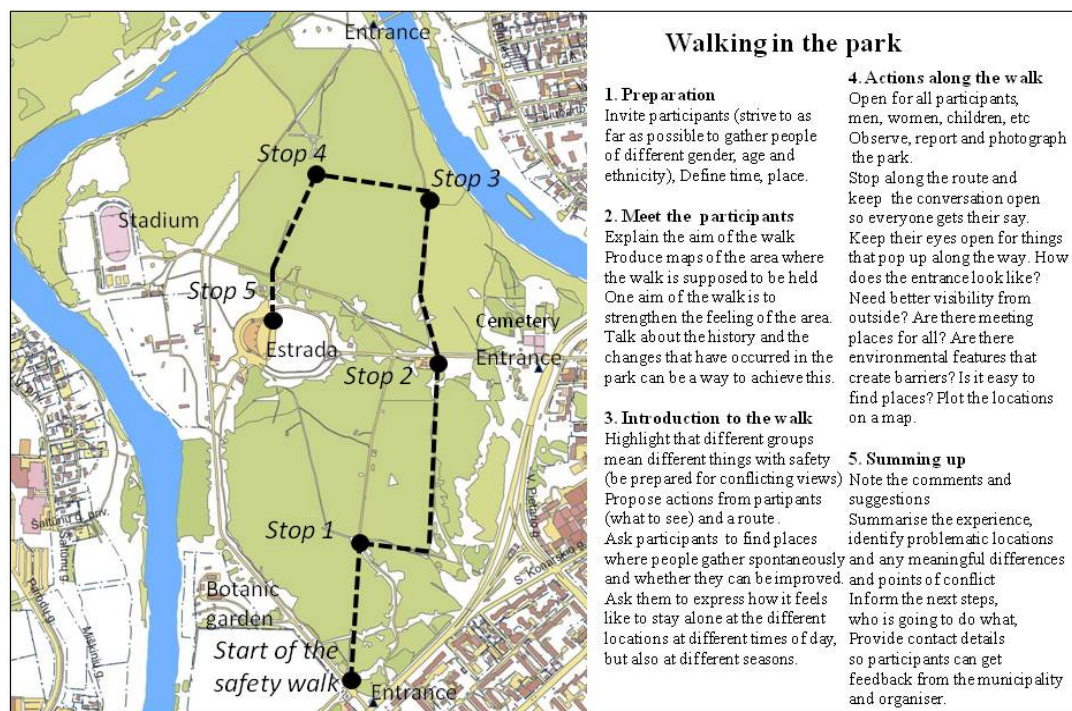 Entrance
Stop 4
Stop 3
Stadium
Stop 5
Estrada
Cemetery
Entrance
Stop 2
Stop 1
Šaltūnų g. priv.
Šaltūnų g.
S. Konarskio g.
Botanic
garden
Start of the
safety walk
Entrance
Walking in the park
1. Preparation
Invite participants (strive to as
far as possible to gather people
of different gender, age and
ethnicity), Define time, place.
2. Meet the participants
Explain the aim of the walk
Produce maps of the area where
the walk is supposed to be held
One aim of the walk is to
strengthen the feeling of the area.
Talk about the history and the
changes that have occurred in the
park can be a way to achieve this.
3. Introduction to the walk
Highlight that different groups
mean different things with safety
(be prepared for conflicting views)
Propose actions from partipants
(what to see) and a route .
Ask participants to find places
where people gather spontaneously
and whether they can be improved.
Ask them to express how it feels
like to stay alone at the different
locations at different times of day,
but also at different seasons.
4. Actions along the walk
Open for all participants,
men, women, children, etc
Observe, report and photograph
the park.
Stop along the route and
keep the conversation open
so everyone gets their say.
Keep their eyes open for things
that pop up along the way. How
does the entrance look like?
Need better visibility from
outside? Are there meeting
places for all? Are there
environmental features that
create barriers? Is it easy to
find places? Plot the locations
on a map.
5. Summing up
Note the comments and
suggestions
Summarise the experience,
identify problematic locations
and any meaningful differences
and points of conflict
Inform the next steps,
who is going to do what,
Provide contact details
so participants can get
feedback from the municipality
and organiser.